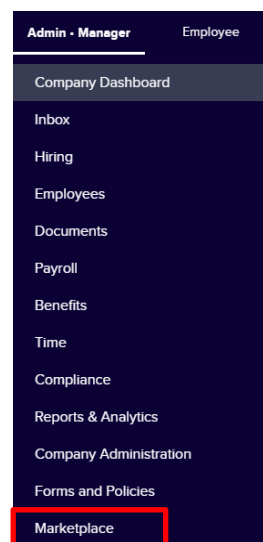 Admin • Manager Employee
Company Dashboard
Inbox
Hiring
Employees
Documents
Payroll
Benefits
Time
Compliance
Reports & Analytics
Company Administration
Forms and Policies
Marketplace